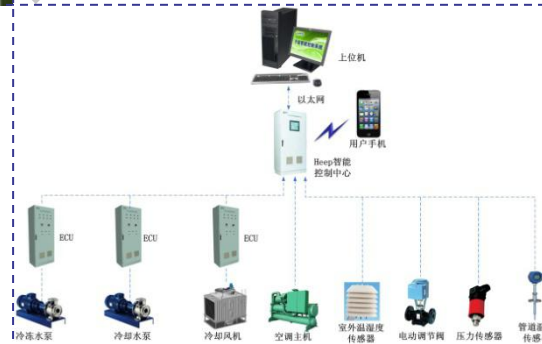 上位机
以太网
用户手机
Heep智能
控制中心
ECU
ECU
ECU
冷冻水泵
冷却水泵
冷却风机
空调主机
室外温湿度
传感器
电动调节阀
压力传感器
管道温
传感